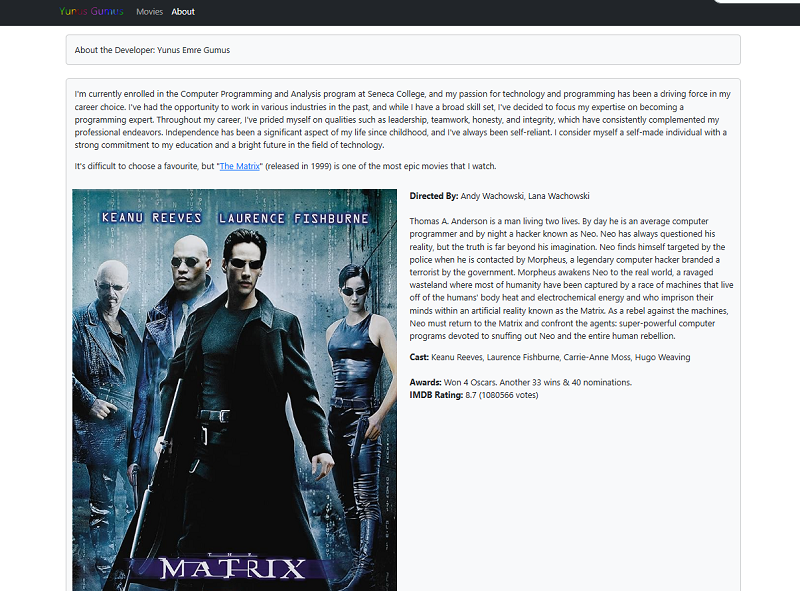 Yunus Gumus Movies About
About the Developer: Yunus Emre Gumus
I'm currently enrolled in the Computer Programming and Analysis program at Seneca College, and my passion for technology and programming has been a driving force in my
career choice. I've had the opportunity to work in various industries in the past, and while I have a broad skill set, I've decided to focus my expertise on becoming a
programming expert. Throughout my career, I've prided myself on qualities such as leadership, teamwork, honesty, and integrity, which have consistently complemented my
professional endeavors. Independence has been a significant aspect of my life since childhood, and I've always been self-reliant. I consider myself a self-made individual with a
strong commitment to my education and a bright future in the field of technology.
It's difficult to choose a favourite, but "The Matrix" (released in 1999) is one of the most epic movies that I watch.
KEANU REEVES LAURENCE FISHBURNE
THE
MATRIX
Directed By: Andy Wachowski, Lana Wachowski
Thomas A. Anderson is a man living two lives. By day he is an average computer
programmer and by night a hacker known as Neo. Neo has always questioned his
reality, but the truth is far beyond his imagination. Neo finds himself targeted by the
police when he is contacted by Morpheus, a legendary computer hacker branded a
terrorist by the government. Morpheus awakens Neo to the real world, a ravaged
wasteland where most of humanity have been captured by a race of machines that live
off of the humans' body heat and electrochemical energy and who imprison their
minds within an artificial reality known as the Matrix. As a rebel against the machines,
Neo must return to the Matrix and confront the agents: super-powerful computer
programs devoted to snuffing out Neo and the entire human rebellion.
Cast: Keanu Reeves, Laurence Fishburne, Carrie-Anne Moss, Hugo Weaving
Awards: Won 4 Oscars. Another 33 wins & 40 nominations.
IMDB Rating: 8.7 (1080566 votes)